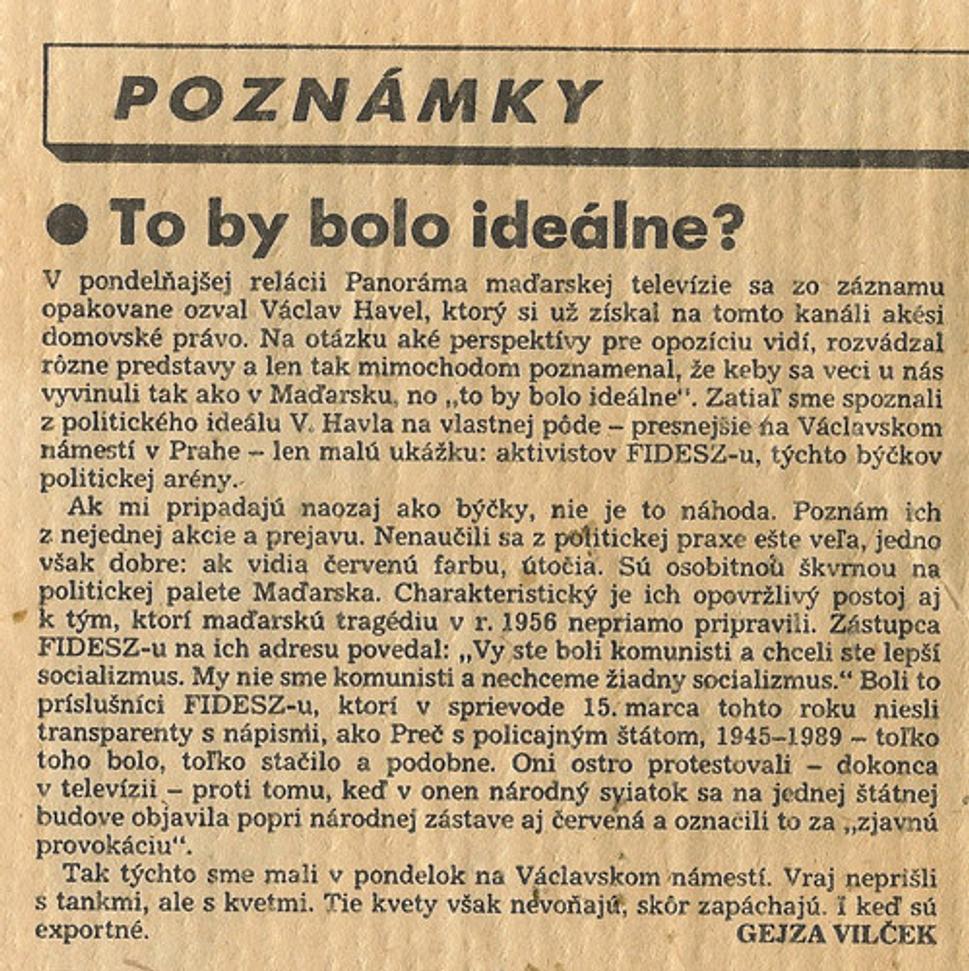 POZNÁMKY
● To by bolo ideálne?
V pondelňajšej relácii Panoráma maďarskej televízie sa zo záznamu
opakovane ozval Václav Havel, ktorý si už získal na tomto kanáli akési
domovské právo. Na otázku aké perspektívy pre opozíciu vidí, rozvádzal
rôzne predstavy a len tak mimochodom poznamenal, že keby sa veci u nás
vyvinuli tak ako v Maďarsku, no „to by bolo ideálne“. Zatiaľ sme spoznali
z politického ideálu V. Havla na vlastnej pôde – presnejšie na Václavskom
námestí v Prahe – len malú ukážku: aktivistov FIDESZ-u, týchto býčkov
politickej arény.
Ak mi pripadajú naozaj ako býčky, nie je to náhoda. Poznám ich
z nejednej akcie a prejavu. Nenaučili sa z politickej praxe ešte veľa, jedno
však dobre: ak vidia červenú farbu, útočia. Sú osobitnou škvrnou na
politickej palete Maďarska. Charakteristický je ich opovržlivý postoj aj
k tým, ktorí maďarskú tragédiu v r. 1956 nepriamo pripravili. Zástupca
FIDESZ-u na ich adresu povedal: „Vy ste boli komunisti a chceli ste lepší
socializmus. My nie sme komunisti a nechceme žiadny socializmus.“ Boli to
príslušníci FIDESZ-u, ktorí v sprievode 15. marca tohto roku niesli
transparenty s nápismi, ako Preč s policajným štátom, 1945–1989 – toľko
toho bolo, toľko stačilo a podobne. Oni ostro protestovali – dokonca
v televízii – proti tomu, keď v onen národný sviatok sa na jednej štátnej
budove objavila popri národnej zástave aj červená a oznacili to za „zjavnú
provokáciu“.
Tak týchto sme mali v pondelok na Václavskom námestí. Vraj neprišli
s tankmi, ale s kvetmi. Tie kvety však nevoňajú, skôr zapáchajú. I keď sú
exportné. GEJZA VILČEK